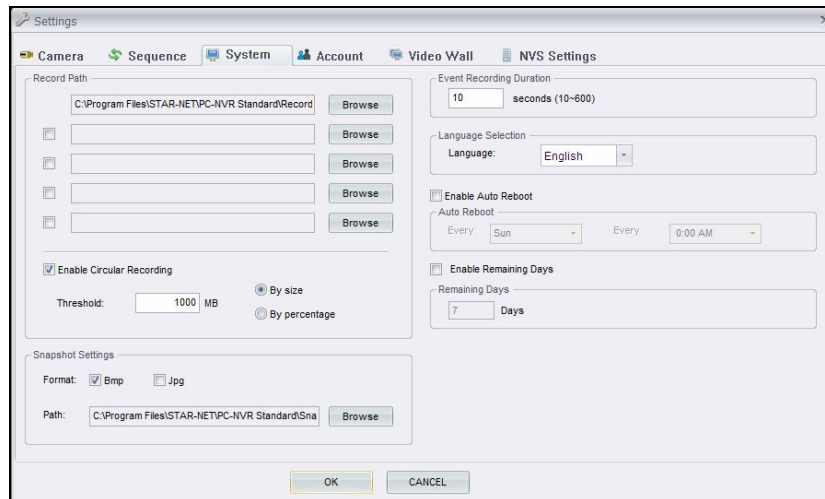 Settings
Camera Sequence System Account Video Wall NVS Settings
Record Path
C:\Program Files\STAR-NET\PC-NVR Standard\Record Browse
Browse
Browse
Browse
Browse
Enable Circular Recording
Threshold: 1000 MB
By size
By percentage
Snapshot Settings
Format: Bmp Jpg
Path: C:\Program Files\STAR-NET\PC-NVR Standard\Sna Browse
Event Recording Duration
10 seconds (10~600)
Language Selection
Language: English
Enable Auto Reboot
Auto Reboot
Every Sun Every 0:00 AM
Enable Remaining Days
Remaining Days
7 Days
OK CANCEL